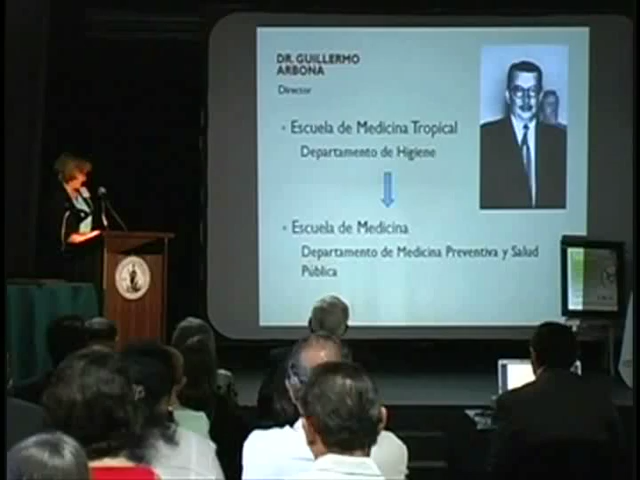 DR. GUILLERMO
ARBONA
Director
• Escuela de Medicina Tropical
Departamento de Higiene
• Escuela de Medicina
Departamento de Medicina Preventiva y Salud
Pública